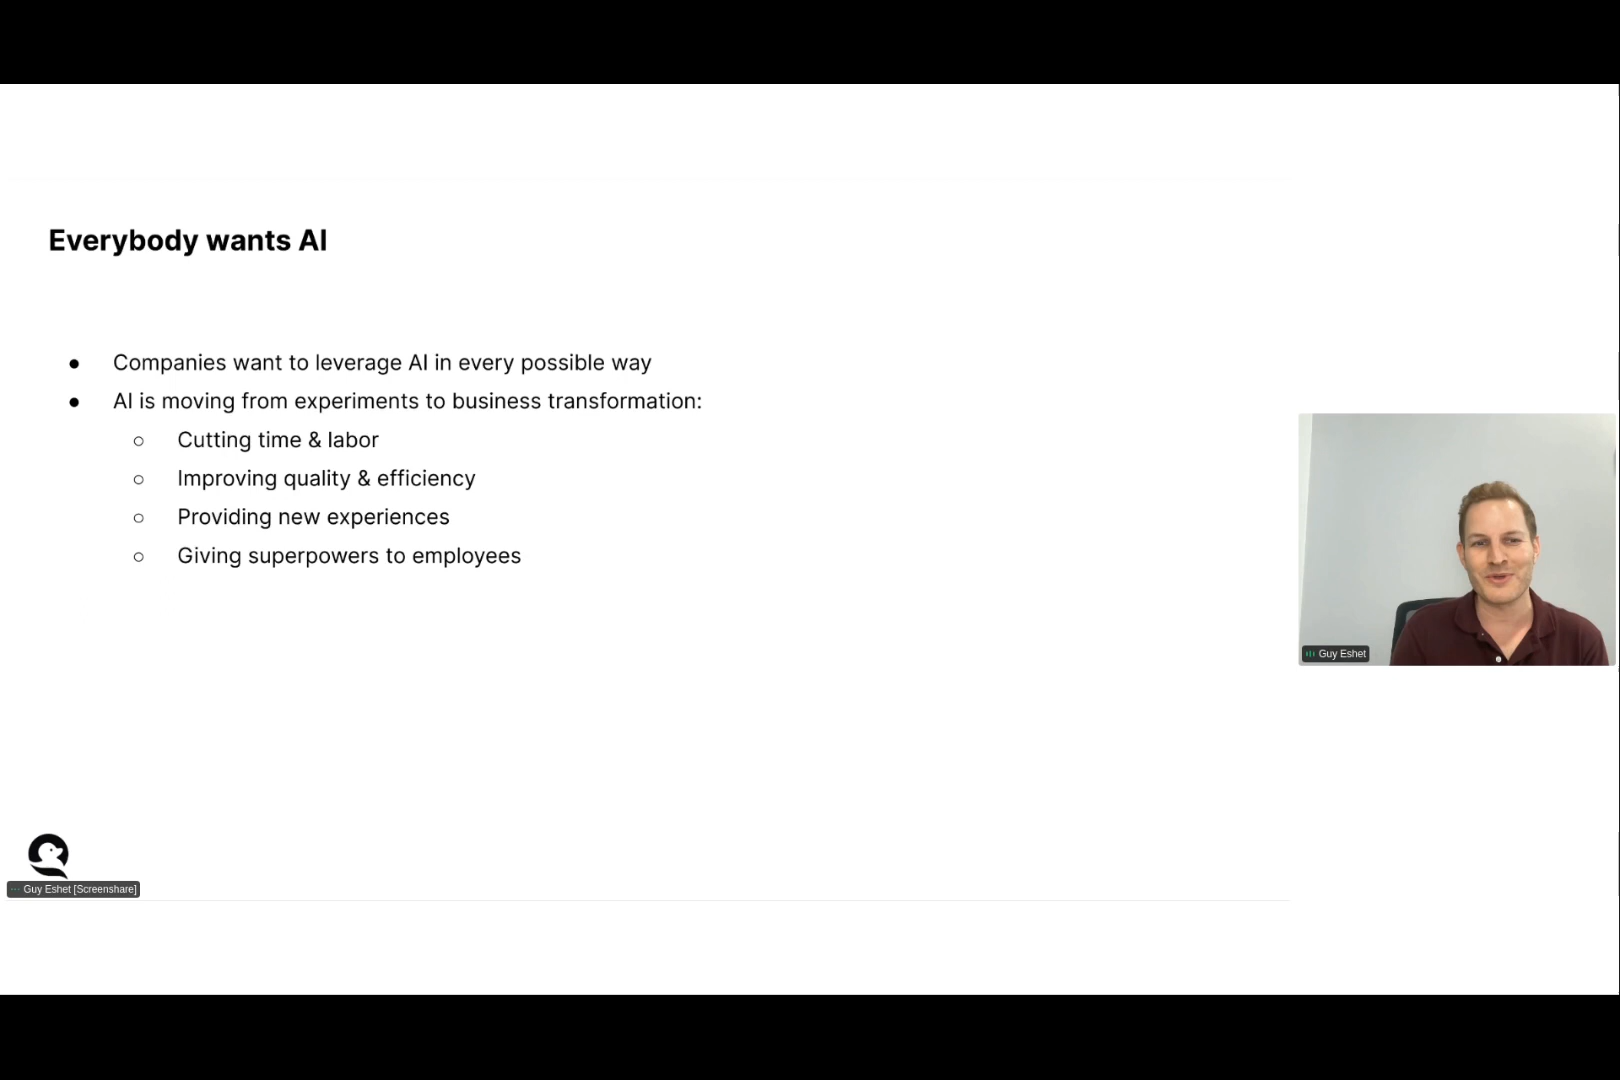 Everybody wants AI
● Companies want to leverage AI in every possible way
● AI is moving from experiments to business transformation:
○ Cutting time & labor
○ Improving quality & efficiency
○ Providing new experiences
○ Giving superpowers to employees
Guy Eshet
Guy Eshet [Screenshare]